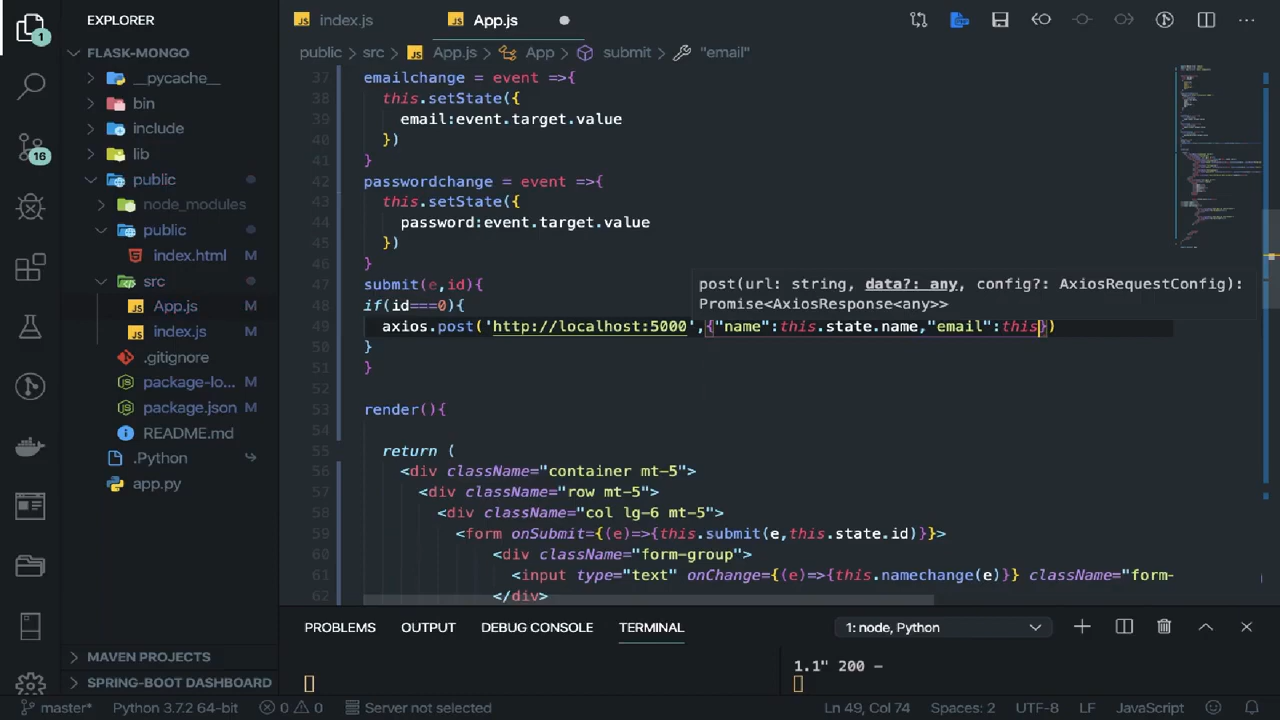 EXPLORER
index.js
App.js
1
FLASK-MONGO
public > src > App.js > App > submit > "email"
__pycache__
bin
include
lib
public
node_modules
public
index.html M
src
App.js M
index.js M
.gitignore
package-lo... M
package.json M
README.md
.Python
app.py
16
MAVEN PROJECTS
SPRING-BOOT DASHBOARD
37 emailchange = event =>{
38 this.setState({
39 email:event.target.value
40 })
41 }
42 passwordchange = event =>{
43 this.setState({
44 password:event.target.value
45 })
46 }
47 submit(e,id){
48 if(id===0){
49 axios.post('http://localhost:5000',{"name":this.state.name,"email":this})
50 }
51 }
52
53 render(){
54
55 return (
56 <div className="container mt-5">
57 <div className="row mt-5">
58 <div className="col lg-6 mt-5">
59 <form onSubmit={(e)=>{this.submit(e,this.state.id)}}>
60 <div className="form-group">
61 <input type="text" onChange={(e)=>{this.namechange(e)}} className="form-
62 </div>
post(url: string, data?: any, config?: AxiosRequestConfig):
Promise<AxiosResponse<any>>
PROBLEMS OUTPUT DEBUG CONSOLE TERMINAL
1: node, Python
1.1" 200 -
master* Python 3.7.2 64-bit 0 0 Server not selected
Ln 49, Col 74 Spaces: 2 UTF-8 LF JavaScript